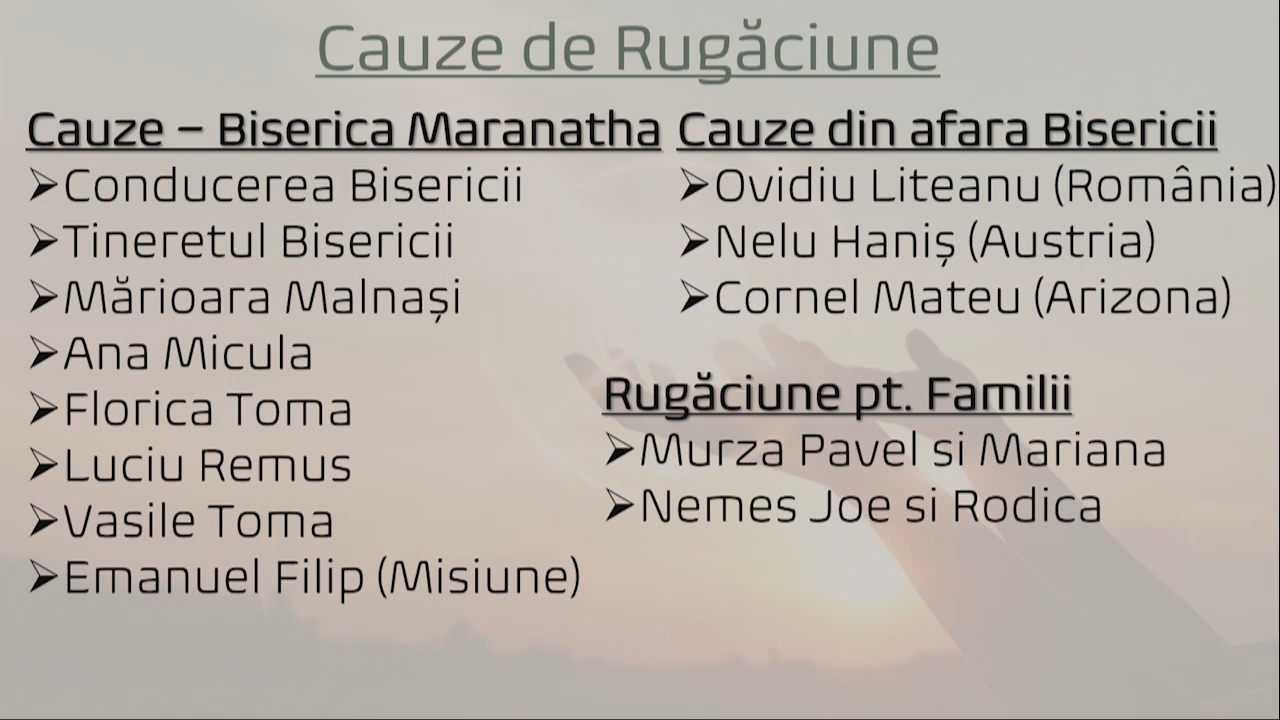 Cauze de Rugăciune
Cauze – Biserica Maranatha
➢Conducerea Bisericii
➢Tineretul Bisericii
➢Mărioara Malnași
➢Ana Micula
➢Florica Toma
➢Luciu Remus
➢Vasile Toma
➢Emanuel Filip (Misiune)
Cauze din afara Bisericii
➢Ovidiu Liteanu (România)
➢Nelu Haniș (Austria)
➢Cornel Mateu (Arizona)
Rugăciune pt. Familii
➢Murza Pavel si Mariana
➢Nemes Joe si Rodica